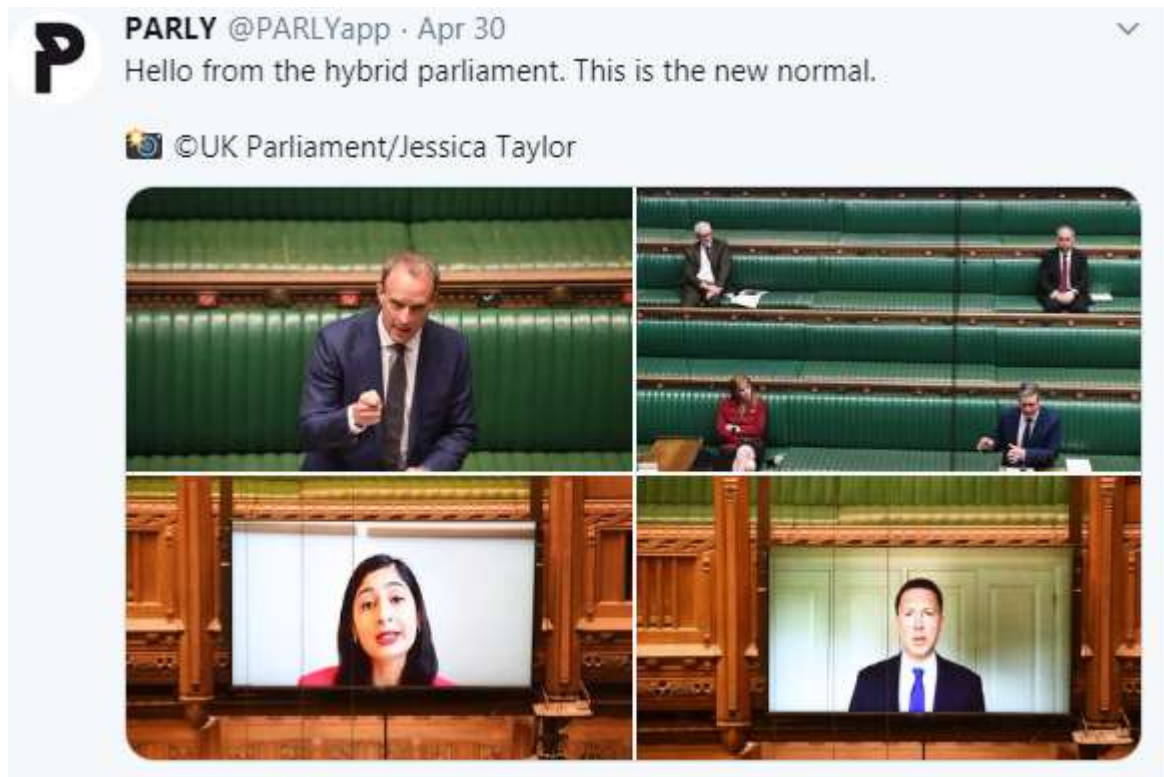 PARLY @PARLYapp · Apr 30
Hello from the hybrid parliament. This is the new normal.
📸 ©UK Parliament/Jessica Taylor